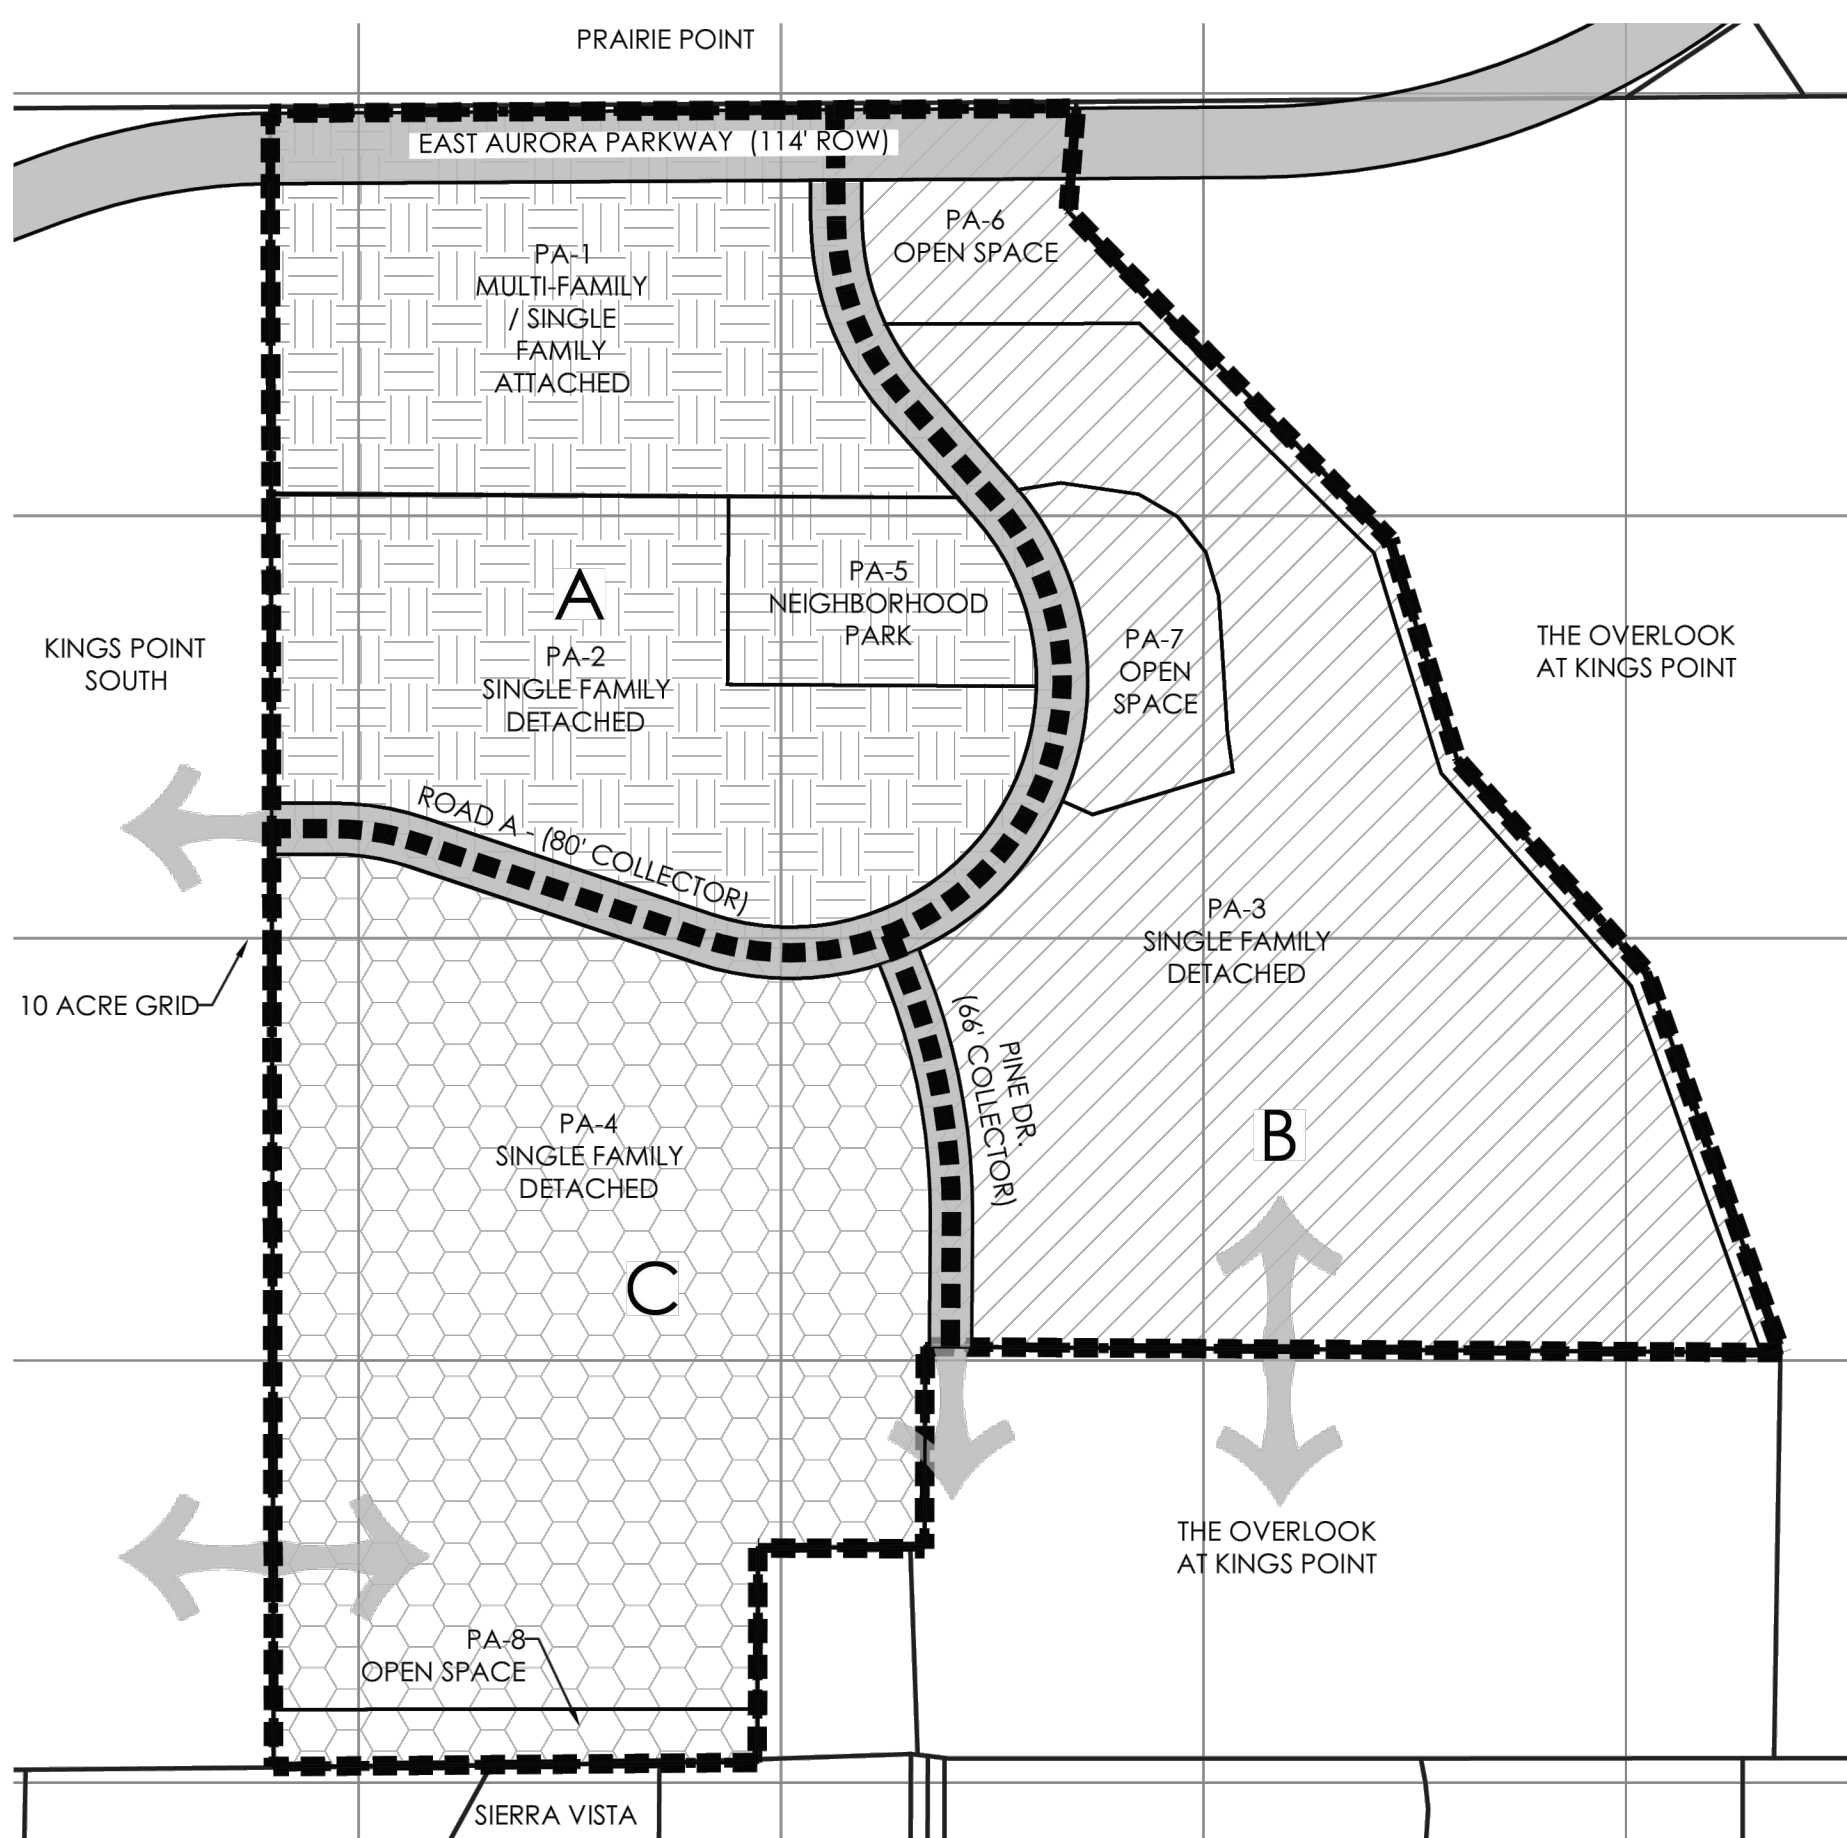 PRAIRIE POINT
EAST AURORA PARKWAY (114' ROW)
PA-6
OPEN SPACE
PA-1
MULTI-FAMILY
/ SINGLE
FAMILY
ATTACHED
A
PA-5
NEIGHBORHOOD
PARK
PA-2
SINGLE FAMILY
DETACHED
PA-7
OPEN
SPACE
KINGS POINT
SOUTH
THE OVERLOOK
AT KINGS POINT
ROAD A - (80' COLLECTOR)
PA-3
SINGLE FAMILY
DETACHED
10 ACRE GRID
PINE DR.
(66' COLLECTOR)
B
PA-4
SINGLE FAMILY
DETACHED
C
THE OVERLOOK
AT KINGS POINT
PA-8
OPEN SPACE
SIERRA VISTA